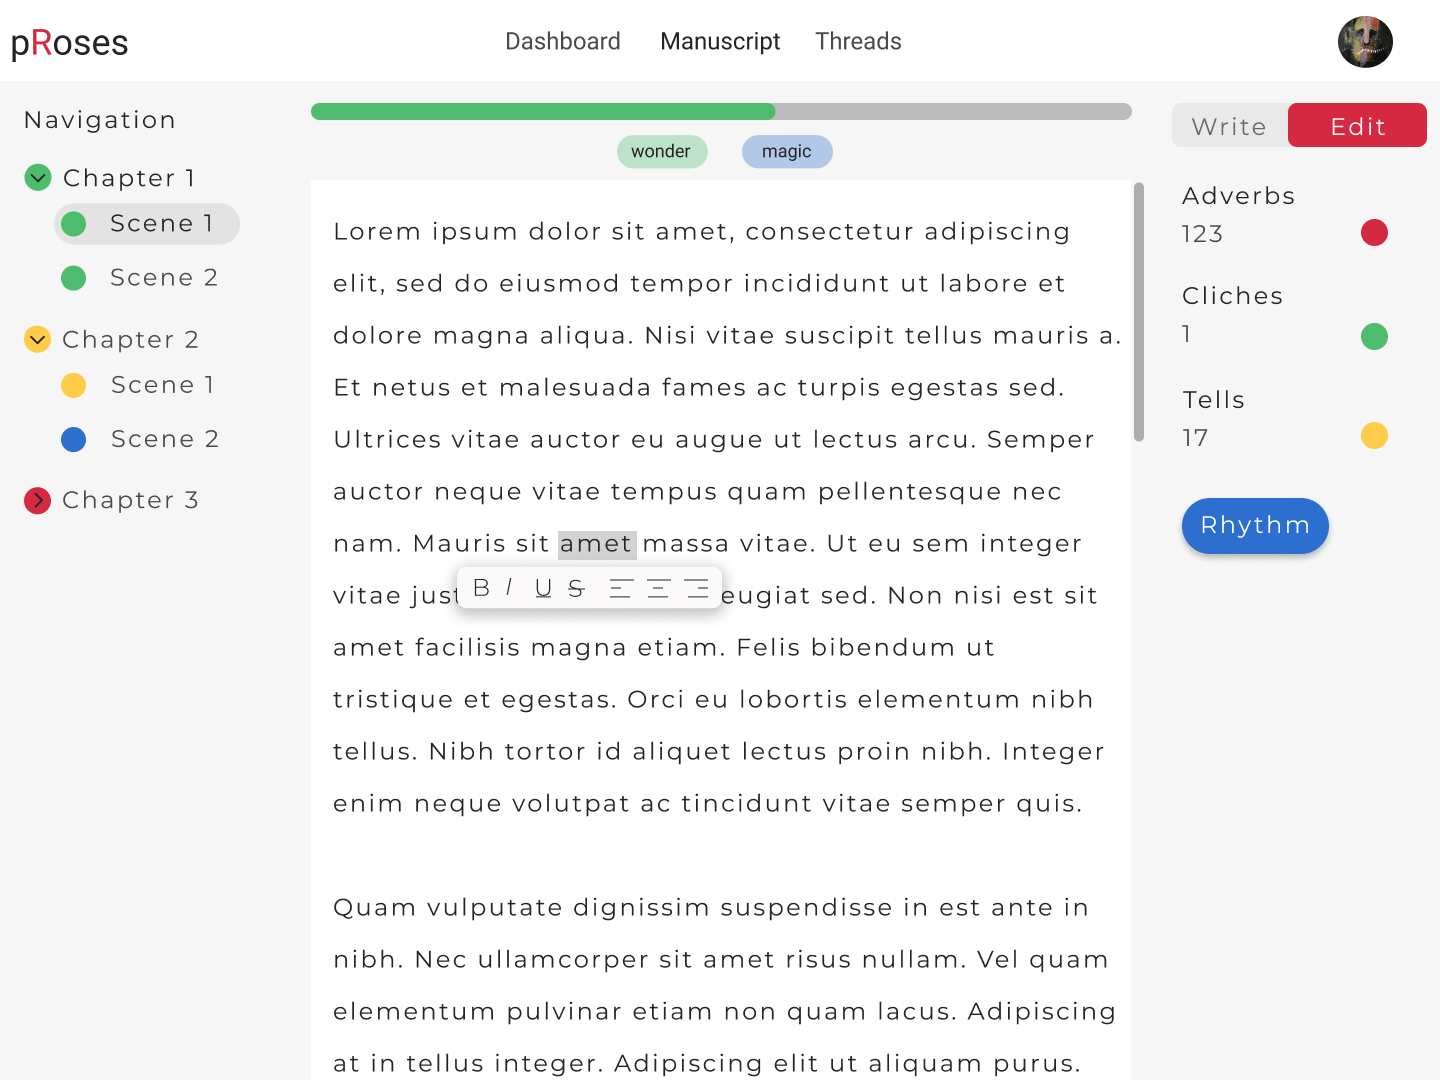 pRoses
Dashboard Manuscript Threads
Navigation
Chapter 1
Scene 1
Scene 2
Chapter 2
Scene 1
Scene 2
Chapter 3
wonder magic
Lorem ipsum dolor sit amet, consectetur adipiscing
elit, sed do eiusmod tempor incididunt ut labore et
dolore magna aliqua. Nisi vitae suscipit tellus mauris a.
Et netus et malesuada fames ac turpis egestas sed.
Ultrices vitae auctor eu augue ut lectus arcu. Semper
auctor neque vitae tempus quam pellentesque nec
nam. Mauris sit amet massa vitae. Ut eu sem integer
vitae just eugiat sed. Non nisi est sit
B I U S
amet facilisis magna etiam. Felis bibendum ut
tristique et egestas. Orci eu lobortis elementum nibh
tellus. Nibh tortor id aliquet lectus proin nibh. Integer
enim neque volutpat ac tincidunt vitae semper quis.
Quam vulputate dignissim suspendisse in est ante in
nibh. Nec ullamcorper sit amet risus nullam. Vel quam
elementum pulvinar etiam non quam lacus. Adipiscing
at in tellus integer. Adipiscing elit ut aliquam purus.
Write Edit
Adverbs
123
Cliches
1
Tells
17
Rhythm